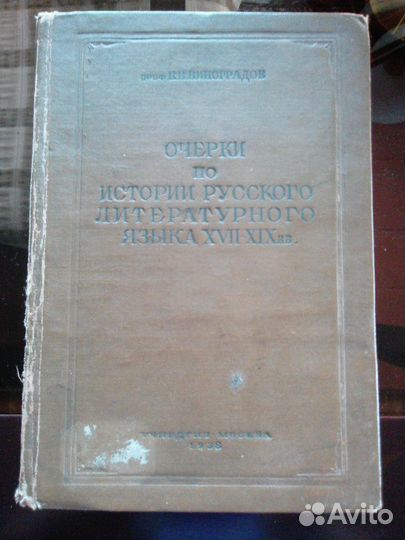 проф В.В.ВИНОГРАДОВ
ОЧЕРКИ
ПО
ИСТОРИИ РУССКОГО
ЛИТЕРАТУРНОГО
ЯЗЫКА XVII-XIX вв.
УЧПЕДГИЗ-МОСКВА
1938
Avito